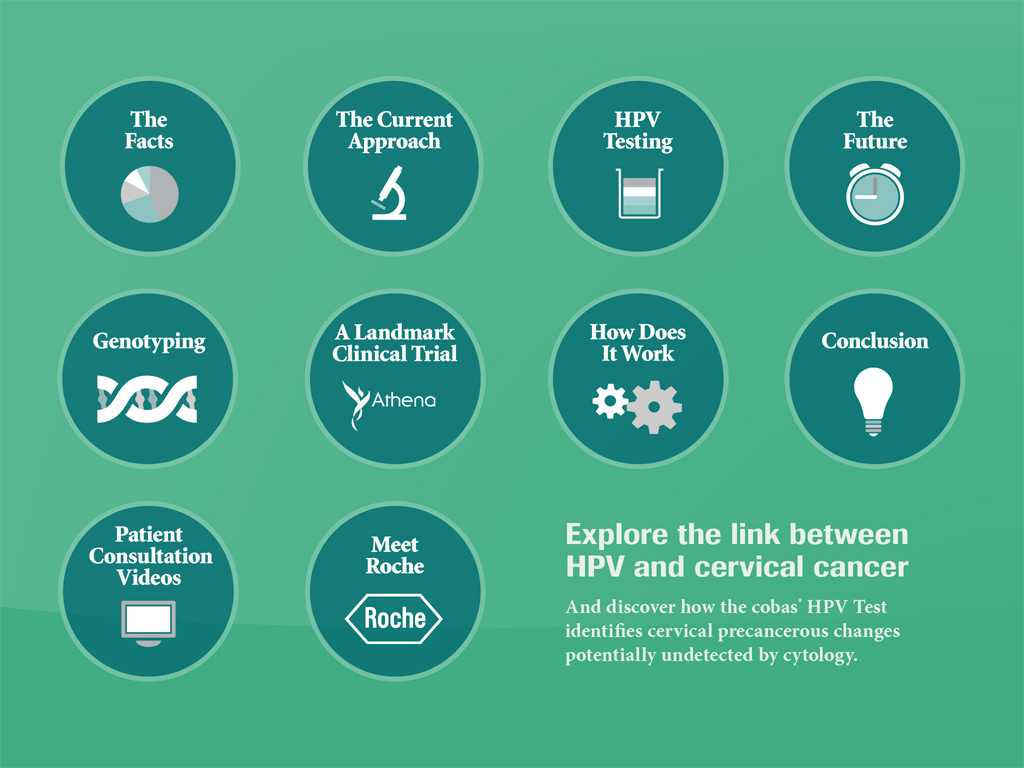 The
Facts
The Current
Approach
HPV
Testing
The
Future
Genotyping
A Landmark
Clinical Trial
Athena
How Does
It Work
Conclusion
Patient
Consultation
Videos
Meet
Roche
Roche
Explore the link between
HPV and cervical cancer
And discover how the cobas® HPV Test
identifies cervical precancerous changes
potentially undetected by cytology.